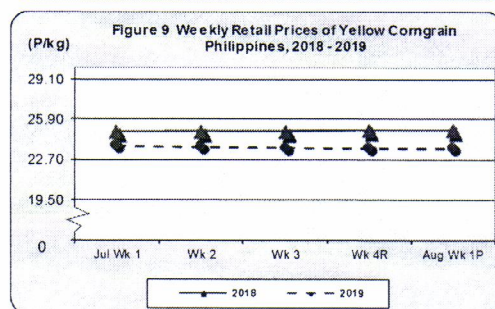 Figure 9 Weekly Retail Prices of Yellow Corngrain
Philippines, 2018 - 2019
(P/kg)
29.10
25.90
22.70
19.50
0
Jul Wk 1 Wk 2 Wk 3 Wk 4R Aug Wk 1P
2018 2019